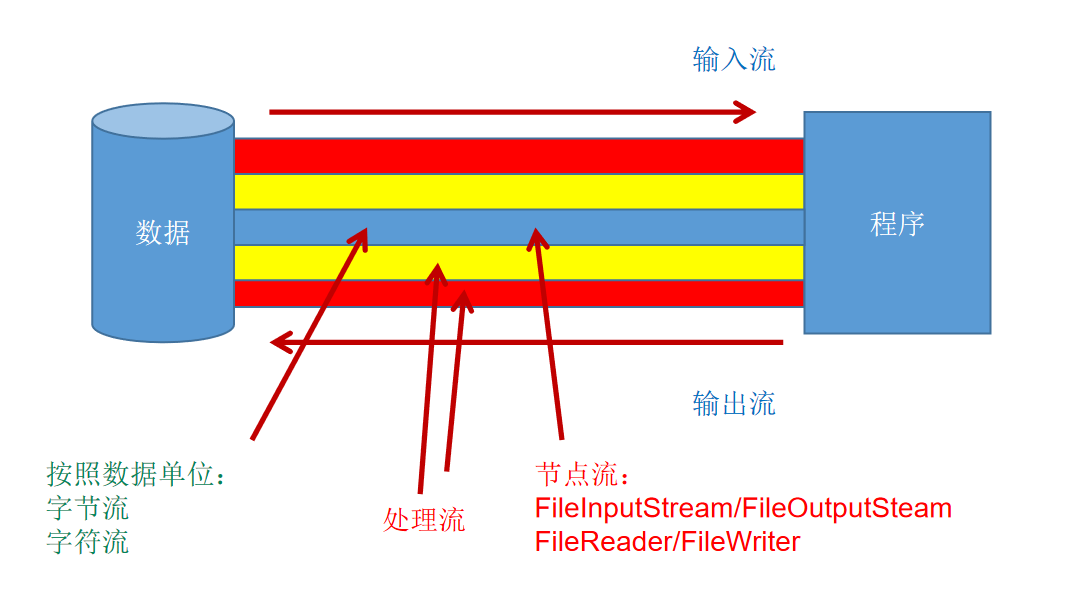 输入流
数据
程序
输出流
按照数据单位：
字节流
字符流
处理流
节点流：
FileInputStream/FileOutputSteam
FileReader/FileWriter